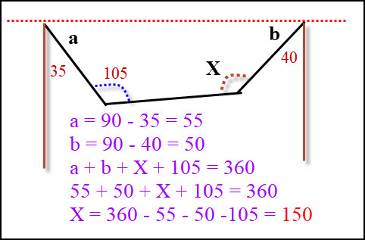 a
b
35
105
X
40
a = 90 - 35 = 55
b = 90 - 40 = 50
a + b + X + 105 = 360
55 + 50 + X + 105 = 360
X = 360 - 55 - 50 -105 = 150